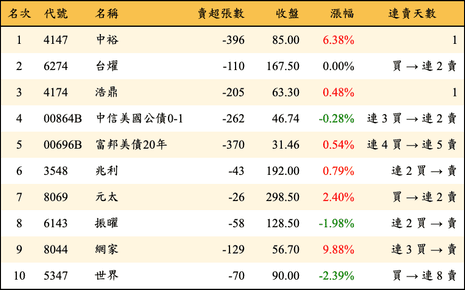 名次 代號 名稱 賣超張數 收盤 漲幅 連賣天數
1 4147 中裕 -396 85.00 6.38% 1
2 6274 台燿 -110 167.50 0.00% 買→連2賣
3 4174 浩鼎 -205 63.30 0.48% 1
4 00864B 中信美國公債0-1 -262 46.74 -0.28% 連3買→連2賣
5 00696B 富邦美債20年 -370 31.46 0.54% 連4買→連5賣
6 3548 兆利 -43 192.00 0.79% 連2買→賣
7 8069 元太 -26 298.50 2.40% 買→連2賣
8 6143 振曜 -58 128.50 -1.98% 連2買→賣
9 8044 網家 -129 56.70 9.88% 連3買→賣
10 5347 世界 -70 90.00 -2.39% 買→連8賣